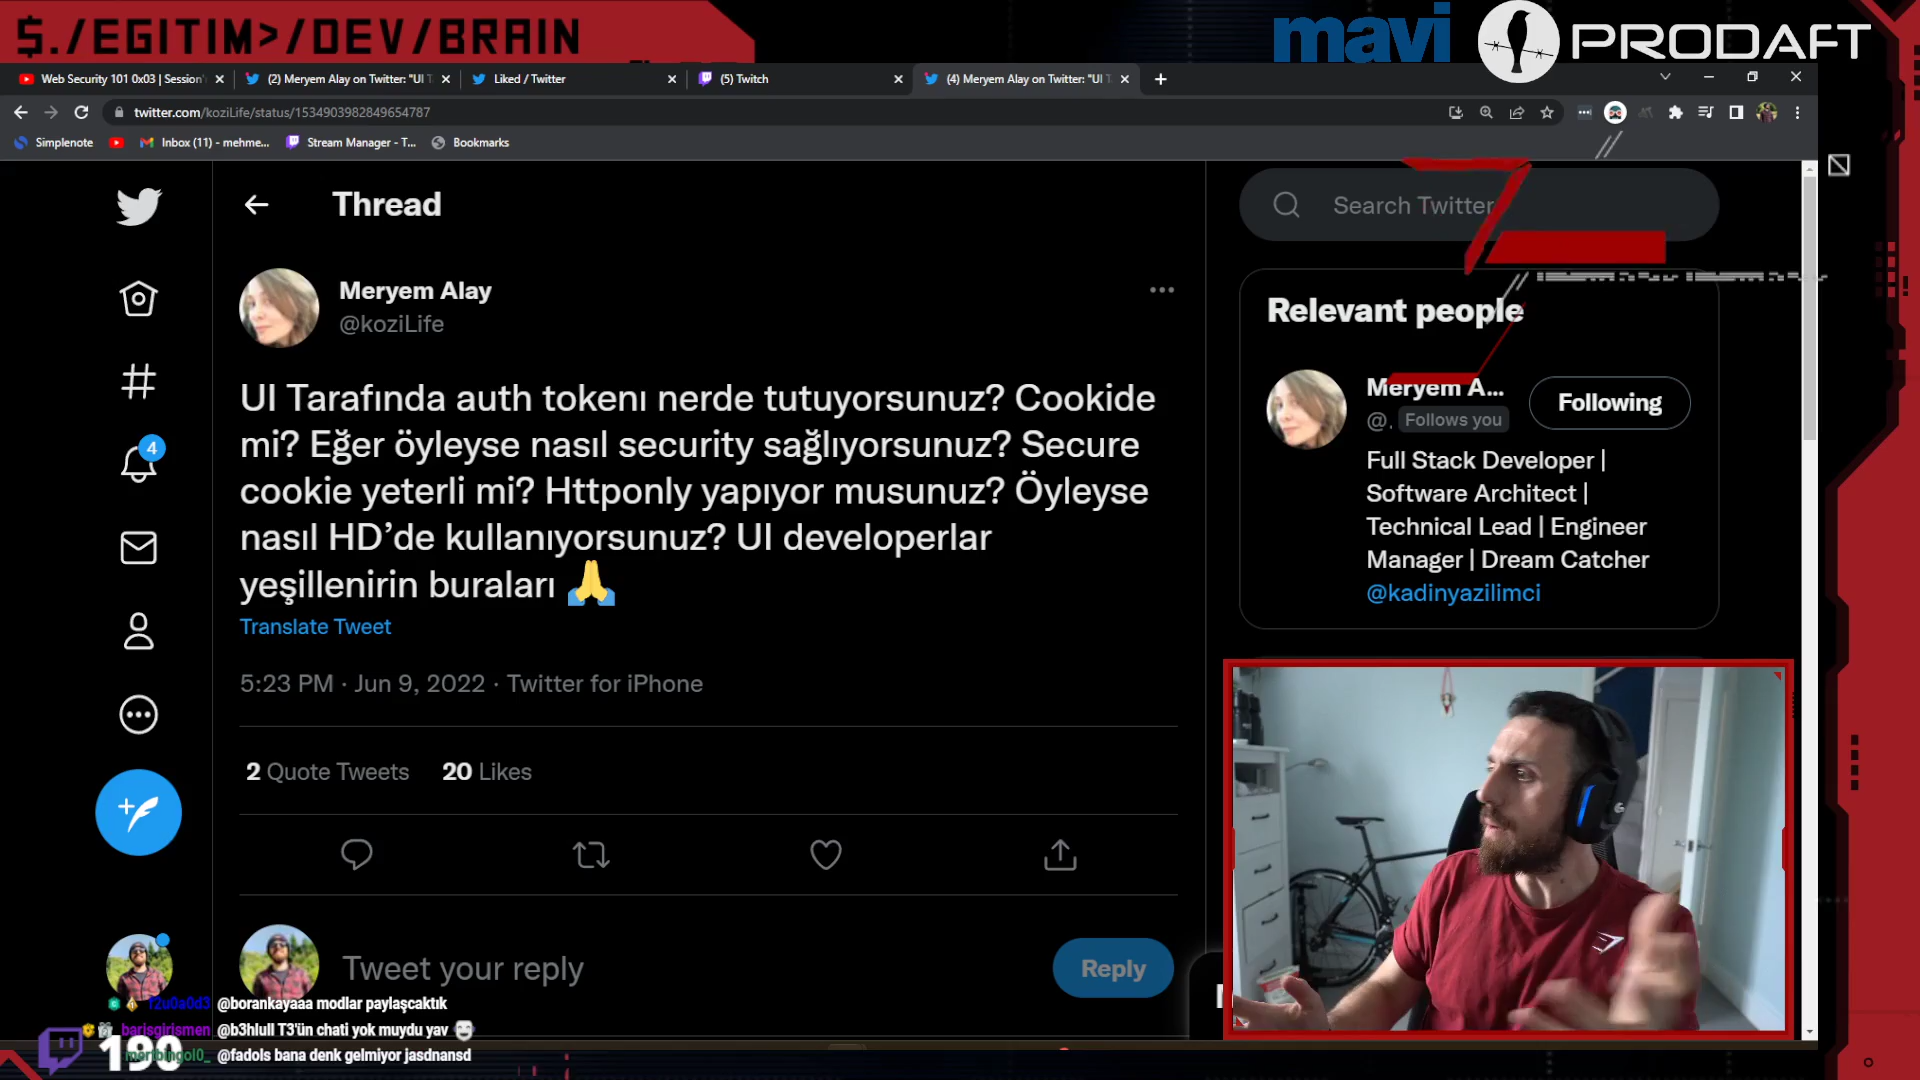 $./EGITIM>/DEV/BRAIN
mavi
PRODAFT
Web Security 101 0x03 | Session'
(2) Meryem Alay on Twitter: "UI T
Liked / Twitter
(5) Twitch
(4) Meryem Alay on Twitter: "UI T
twitter.com/koziLife/status/1534903982849654787
Simplenote
Inbox (11) - mehme...
Stream Manager - T...
Bookmarks
Thread
Search Twitter
Meryem Alay
@koziLife
UI Tarafında auth tokenı nerde tutuyorsunuz? Cookide
mi? Eğer öyleyse nasıl security sağlıyorsunuz? Secure
cookie yeterli mi? Httponly yapıyor musunuz? Öyleyse
nasıl HD’de kullanıyorsunuz? UI developerlar
yeşillenirin buraları 🙏
Translate Tweet
5:23 PM · Jun 9, 2022 · Twitter for iPhone
2 Quote Tweets 20 Likes
Tweet your reply
Reply
4
Relevant people
Meryem A...
Following
@. Follows you
Full Stack Developer |
Software Architect |
Technical Lead | Engineer
Manager | Dream Catcher
@kadinyazilimci
f2u0a0d3 @borankayaaa modlar paylaşcaktık
barisgirismen @b3hlull T3'ün chati yok muydu yav
@fadols bana denk gelmiyor jasdnansd
190